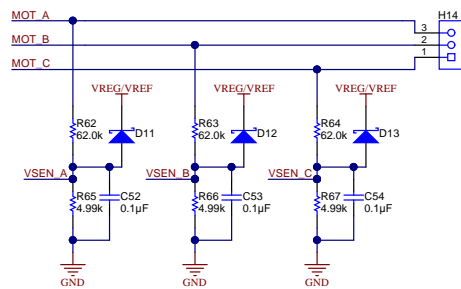 MOT_A
H14
3
MOT_B
2
MOT_C
1
VREG/VREF
VREG/VREF
VREG/VREF
R62
62.0k
D11
R63
62.0k
D12
R64
62.0k
D13
VSEN_A
VSEN_B
VSEN_C
R65
4.99k
C52
0.1µF
R66
4.99k
C53
0.1µF
R67
4.99k
C54
0.1µF
GND
GND
GND